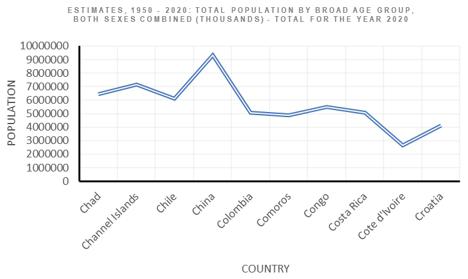 ESTIMATES, 1950 - 2020: TOTAL POPULATION BY BROAD AGE GROUP,
BOTH SEXES COMBINED (THOUSANDS) - TOTAL FOR THE YEAR 2020
POPULATION
10000000
9000000
8000000
7000000
6000000
5000000
4000000
3000000
2000000
1000000
0
Chad
Channel Islands
Chile
China
Colombia
Comoros
Congo
Costa Rica
Cote d'Ivoire
Croatia
COUNTRY